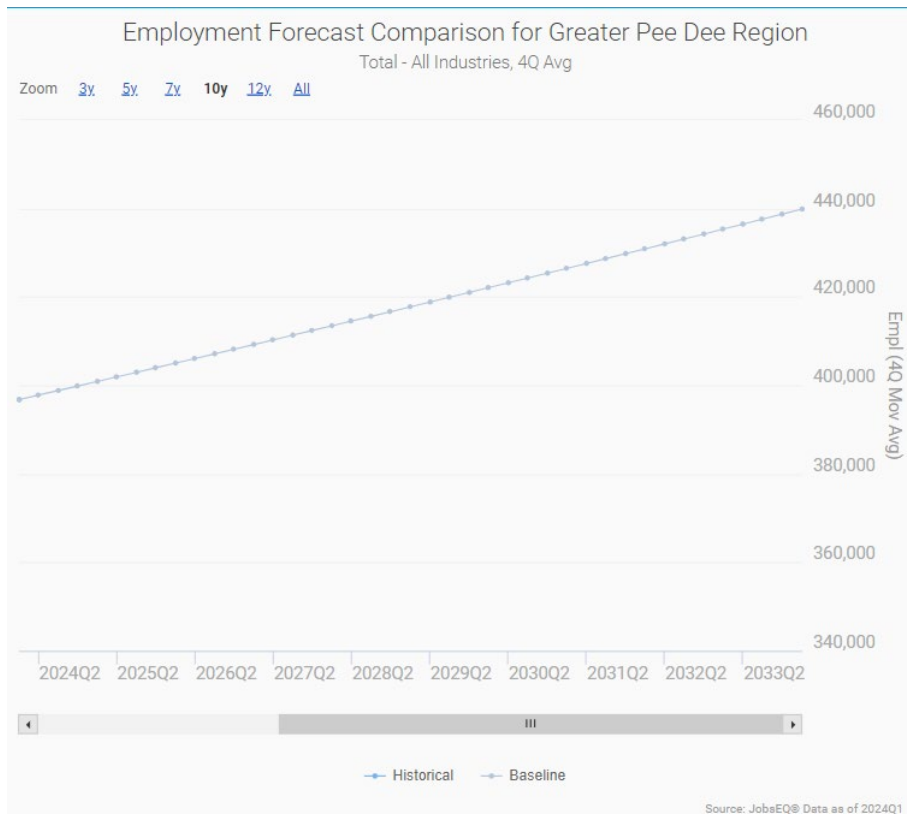 Employment Forecast Comparison for Greater Pee Dee Region
Total - All Industries, 4Q Avg
Zoom 3y 5y 7y 10y 12y All
460,000
440,000
420,000
400,000
380,000
360,000
340,000
Empl (4Q Mov Avg)
2024Q2 2025Q2 2026Q2 2027Q2 2028Q2 2029Q2 2030Q2 2031Q2 2032Q2 2033Q2
Historical Baseline
Source: JobsEQ® Data as of 2024Q1